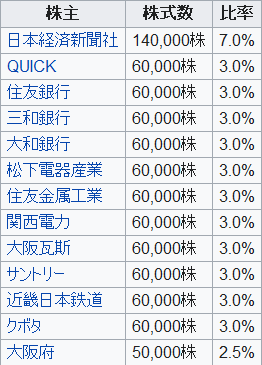 株主 株式数 比率
日本経済新聞社 140,000株 7.0%
QUICK 60,000株 3.0%
住友銀行 60,000株 3.0%
三和銀行 60,000株 3.0%
大和銀行 60,000株 3.0%
松下電器産業 60,000株 3.0%
住友金属工業 60,000株 3.0%
関西電力 60,000株 3.0%
大阪瓦斯 60,000株 3.0%
サントリー 60,000株 3.0%
近畿日本鉄道 60,000株 3.0%
クボタ 60,000株 3.0%
大阪府 50,000株 2.5%